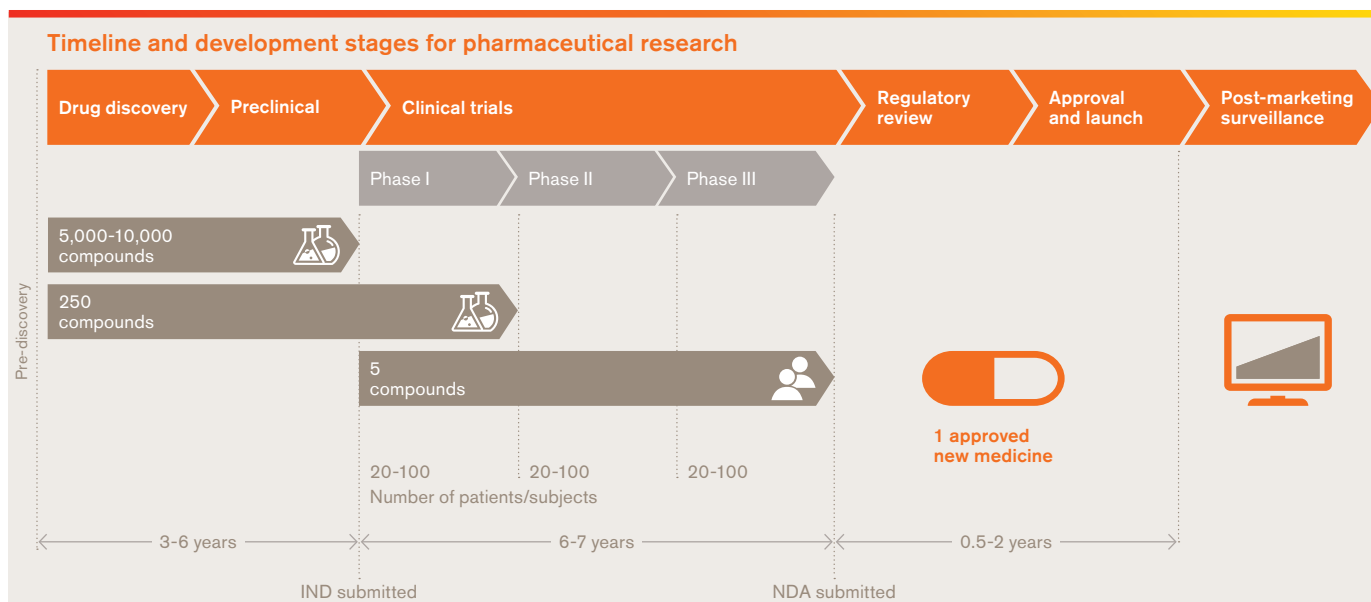 Timeline and development stages for pharmaceutical research
Drug discovery
Preclinical
Clinical trials
Regulatory
review
Approval
and launch
Post-marketing
surveillance
Phase I
Phase II
Phase III
Pre-discovery
5,000-10,000
compounds
250
compounds
5
compounds
1 approved
new medicine
20-100
20-100
20-100
Number of patients/subjects
3-6 years
6-7 years
0.5-2 years
IND submitted
NDA submitted